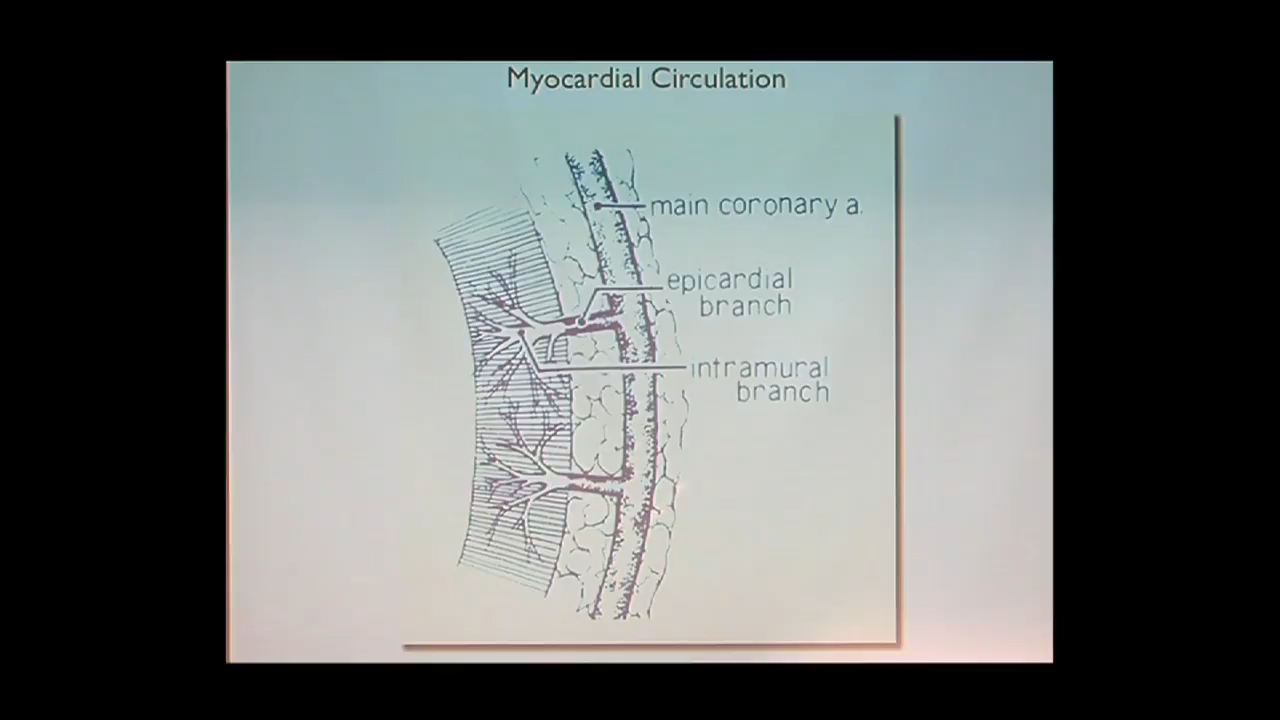 Myocardial Circulation
main coronary a.
epicardial
branch
intramural
branch